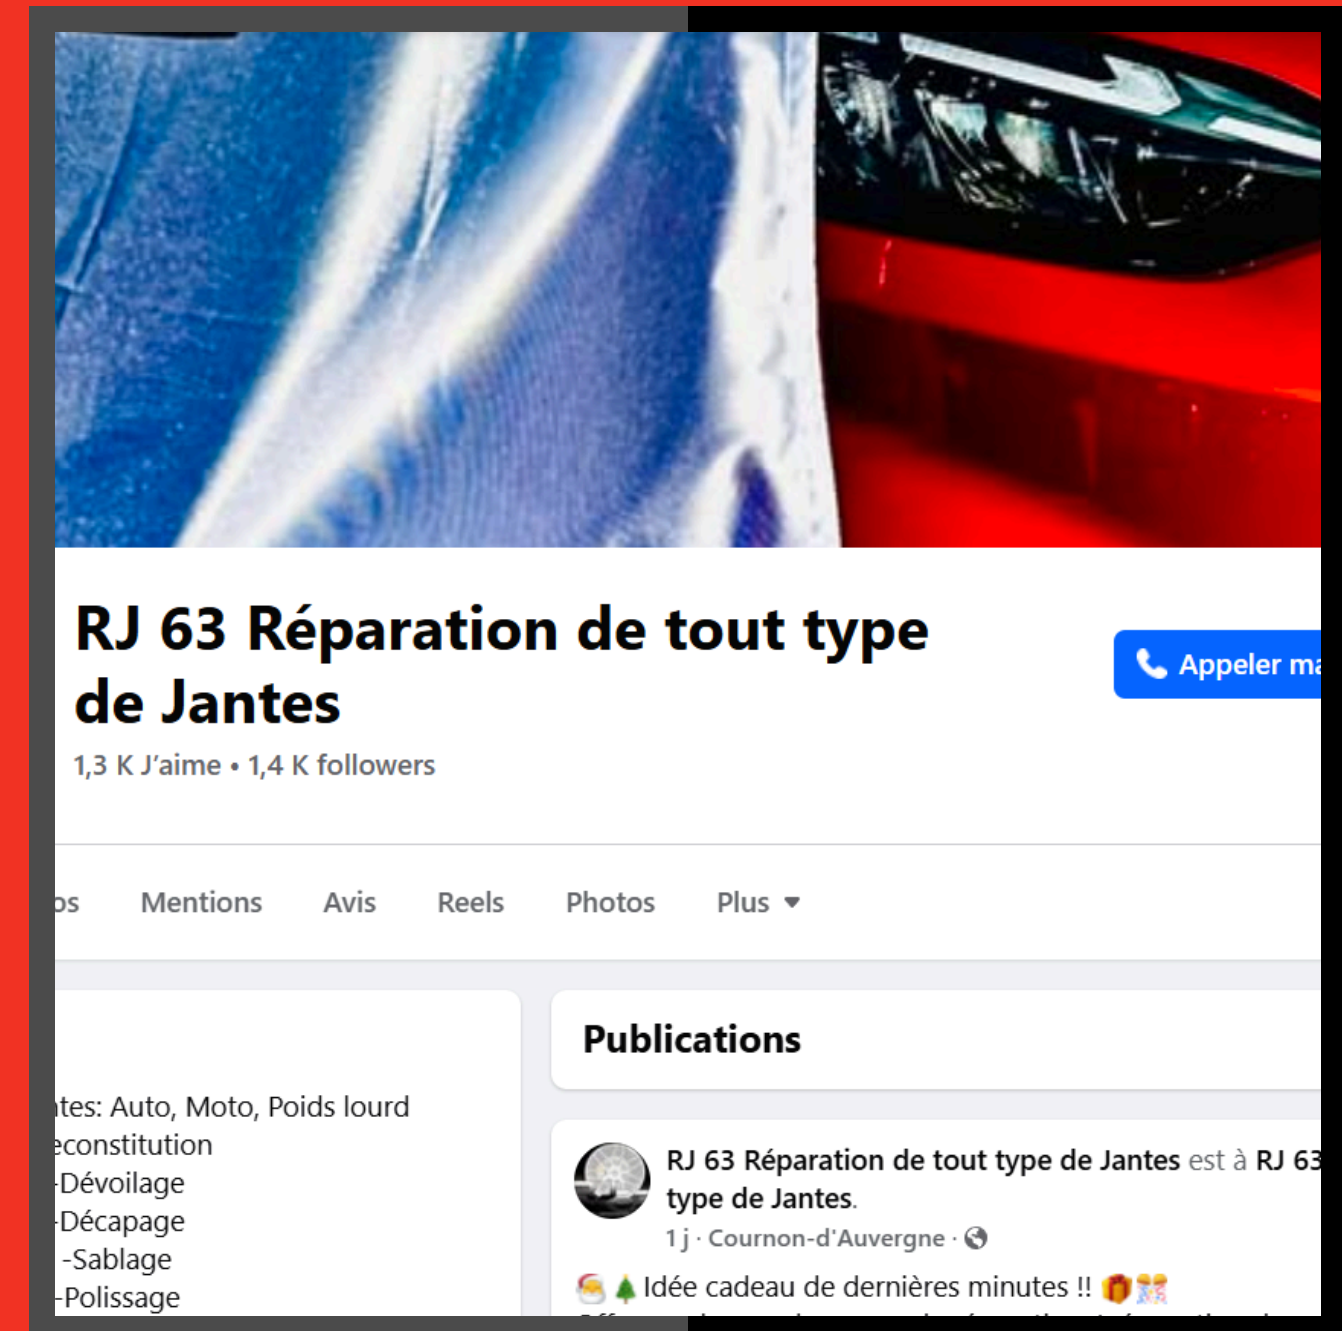 RJ 63 Réparation de tout type
de Jantes
1,3 K J’aime • 1,4 K followers
Appeler
Mentions Avis Reels Photos Plus
Publications
Auto, Moto, Poids lourd
-Dévoilage
-Décapage
-Sablage
-Polissage
RJ 63 Réparation de tout type de Jantes est à RJ 63
type de Jantes.
1 j · Cournon-d'Auvergne ·
Idée cadeau de dernières minutes !!